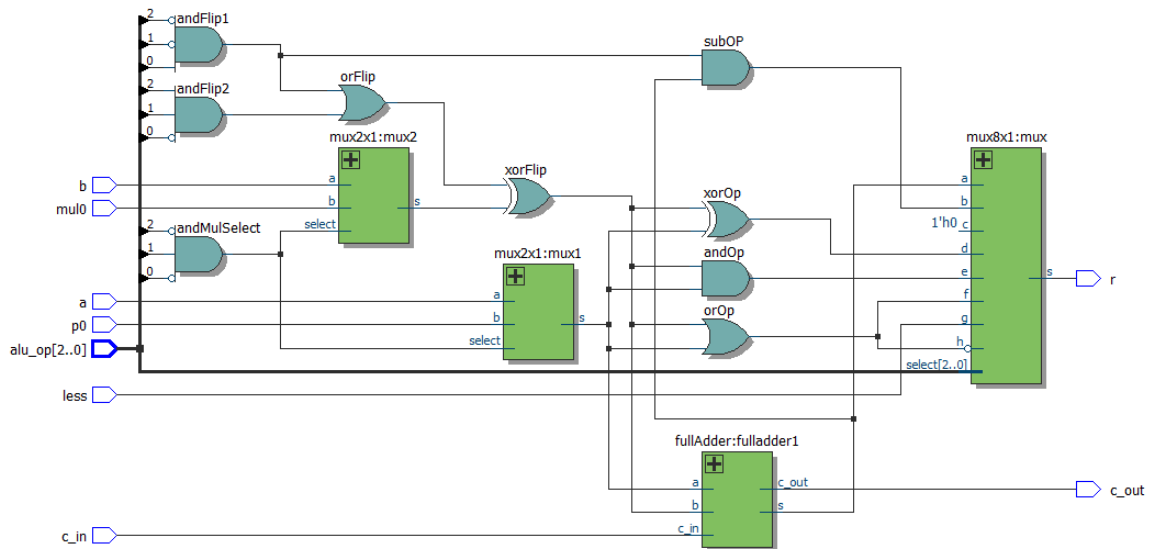 2 andFlip1
1
0
subOP
2 andFlip2
1
0
orFlip
mux2x1:mux2
a
b
s
select
b
mul0
xorFlip
2 andMulSelect
1
0
mux2x1:mux1
a
b
s
select
a
p0
alu_op[2..0]
less
xorOp
andOp
orOp
mux8x1:mux
a
b
1'h0 c
d
e
s
f
g
h
select[2..0]
r
fullAdder:fulladder1
a
c_out
b
s
c_in
c_in
c_out